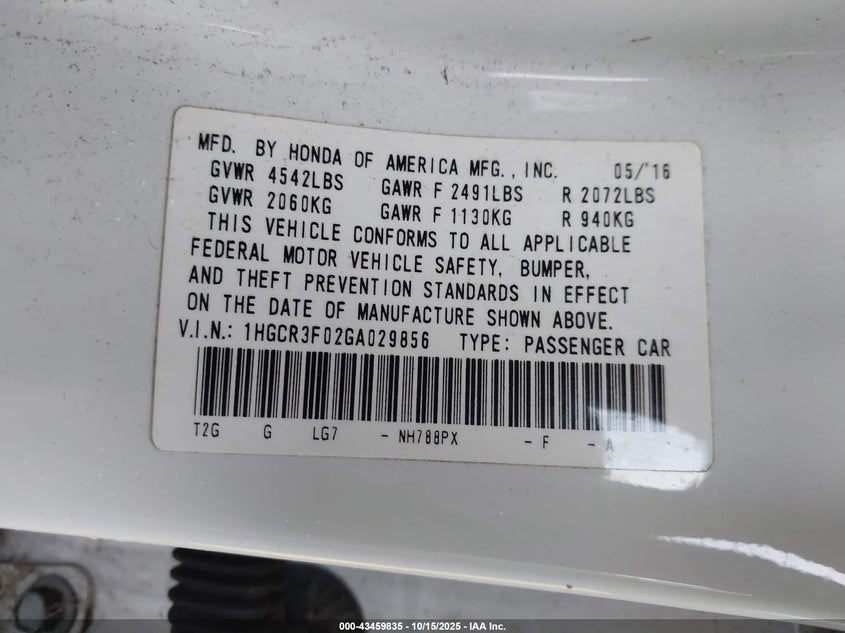 MFD. BY HONDA OF AMERICA MFG., INC. 05/'16
GVWR 4542LBS GAWR F 2491LBS R 2072LBS
GVWR 2060KG GAWR F 1130KG R 940KG
THIS VEHICLE CONFORMS TO ALL APPLICABLE
FEDERAL MOTOR VEHICLE SAFETY, BUMPER,
AND THEFT PREVENTION STANDARDS IN EFFECT
ON THE DATE OF MANUFACTURE SHOWN ABOVE.
V.I.N.: 1HGCR3F02GA029856 TYPE: PASSENGER CAR
T2G G LG7 - NH788PX - F - A
000-43459835 - 10/15/2025 - IAA Inc.